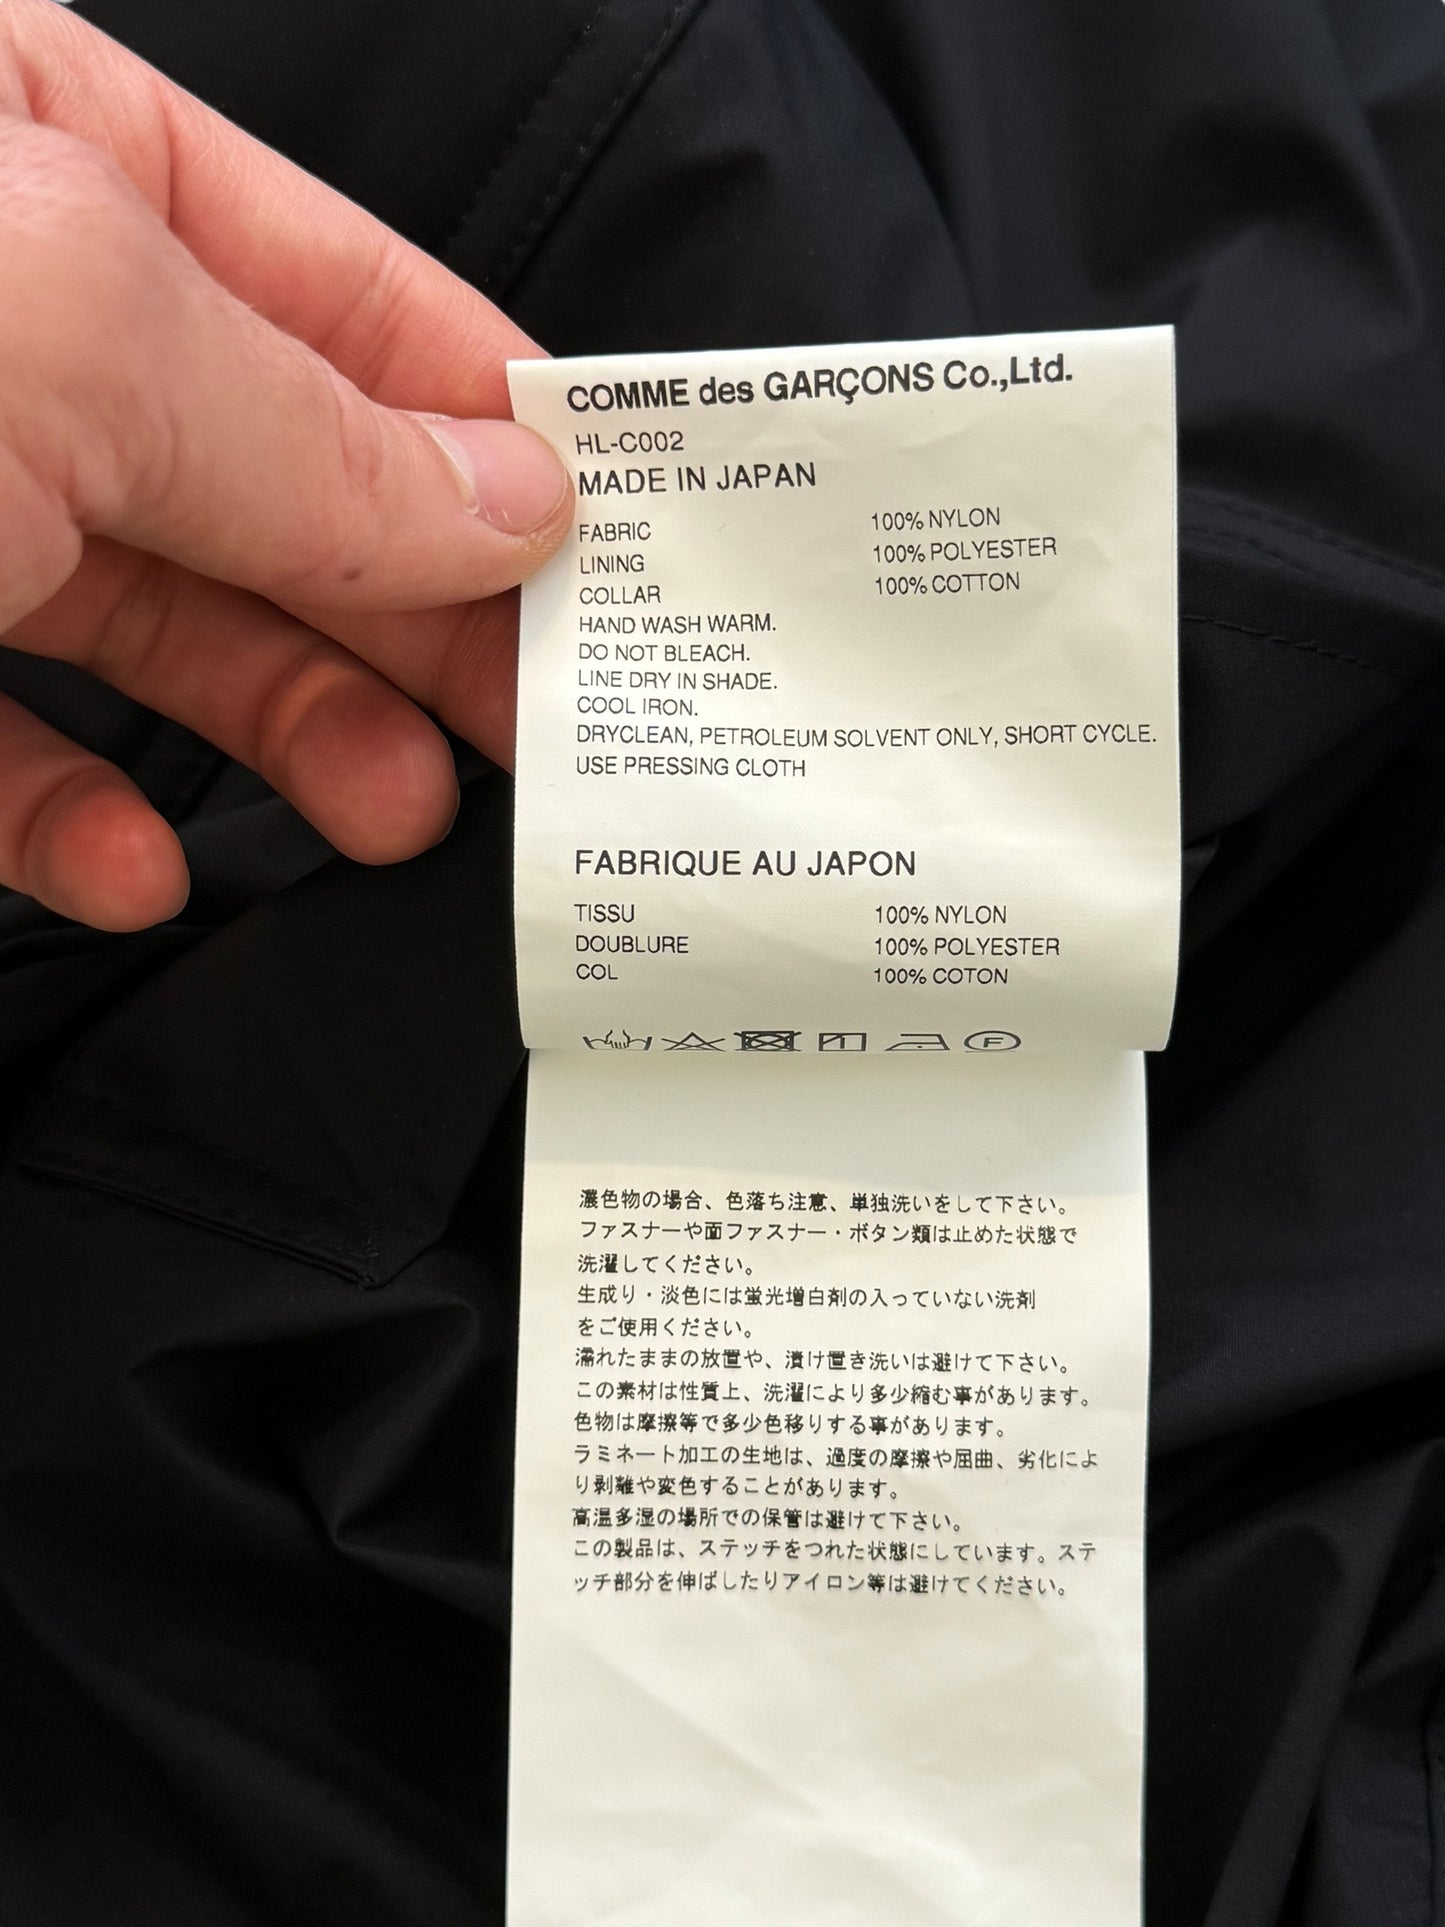 COMME des GARÇONS Co.,Ltd.
HL-C002
MADE IN JAPAN
FABRIC 100% NYLON
LINING 100% POLYESTER
COLLAR 100% COTTON
HAND WASH WARM.
DO NOT BLEACH.
LINE DRY IN SHADE.
COOL IRON.
DRYCLEAN, PETROLEUM SOLVENT ONLY, SHORT CYCLE.
USE PRESSING CLOTH
FABRIQUE AU JAPON
TISSU 100% NYLON
DOUBLURE 100% POLYESTER
COL 100% COTON
F
濃色物の場合、色落ち注意、単独洗いをして下さい。
ファスナーや面ファスナー・ボタン類は止めた状態で
洗濯してください。
生成り・淡色には蛍光増白剤の入っていない洗剤
をご使用ください。
濡れたままの放置や、漬け置き洗いは避けて下さい。
この素材は性質上、洗濯により多少縮む事があります。
色物は摩擦等で多少色移りする事があります。
ラミネート加工の生地は、過度の摩擦や屈曲、劣化によ
り剥離や変色することがあります。
高温多湿の場所での保管は避けて下さい。
この製品は、ステッチをつれた状態にしています。ステ
ッチ部分を伸ばしたりアイロン等は避けてください。